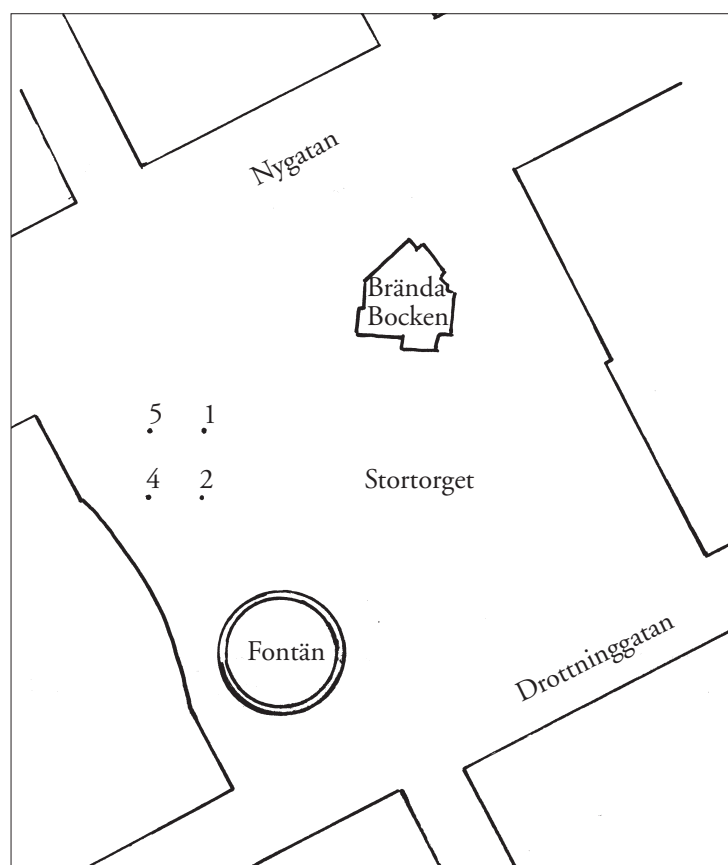 Nygatan
Brända
Bocken
5 1
4 2
Stortorget
Fontän
Drottninggatan